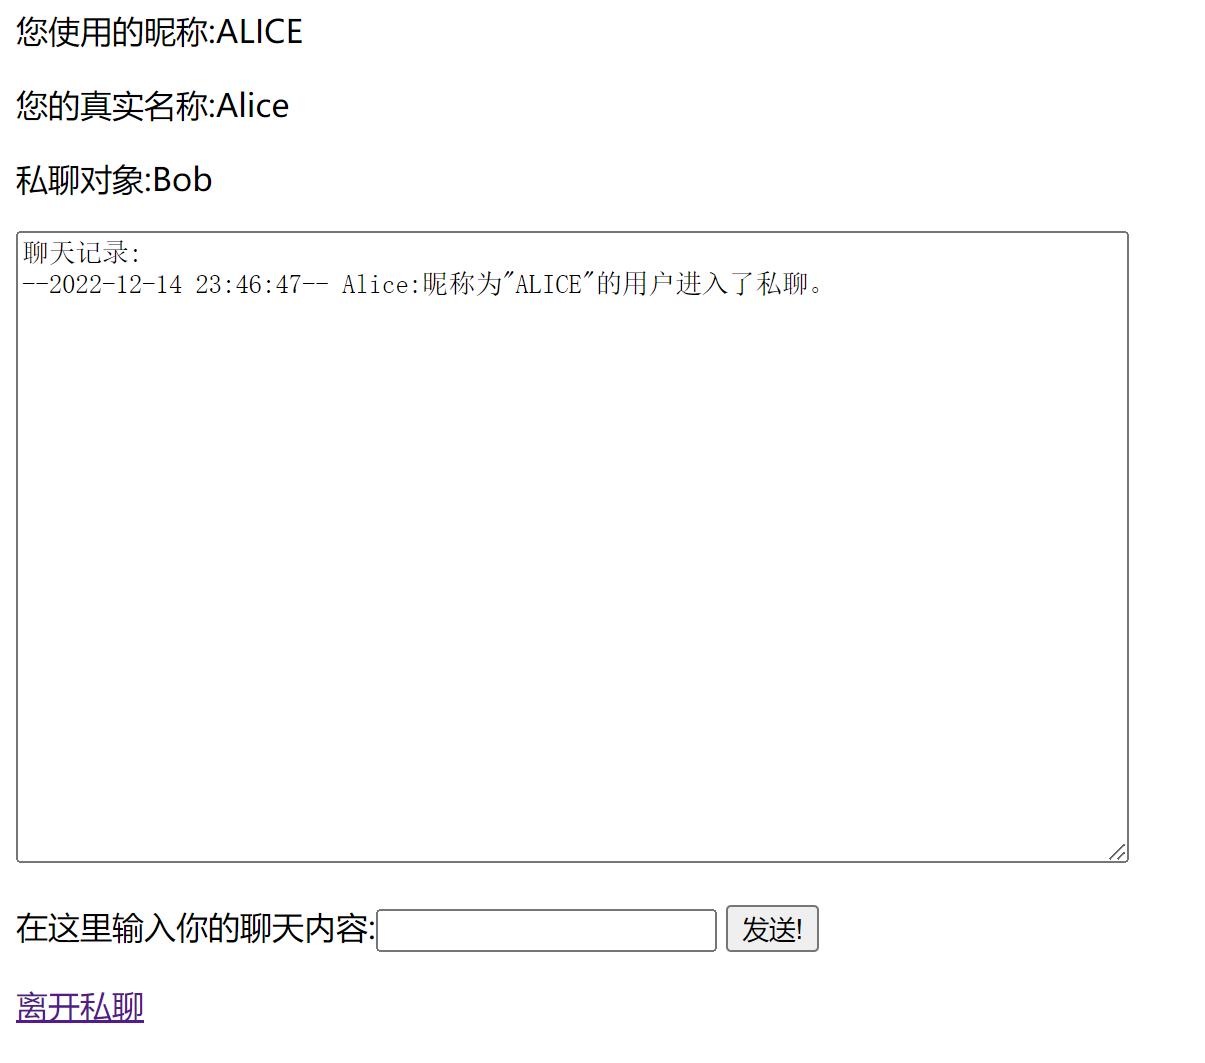 您使用的昵称:ALICE
您的真实名称:Alice
私聊对象:Bob
聊天记录:
--2022-12-14 23:46:47-- Alice:昵称为"ALICE"的用户进入了私聊。
在这里输入你的聊天内容: 发送!
离开私聊